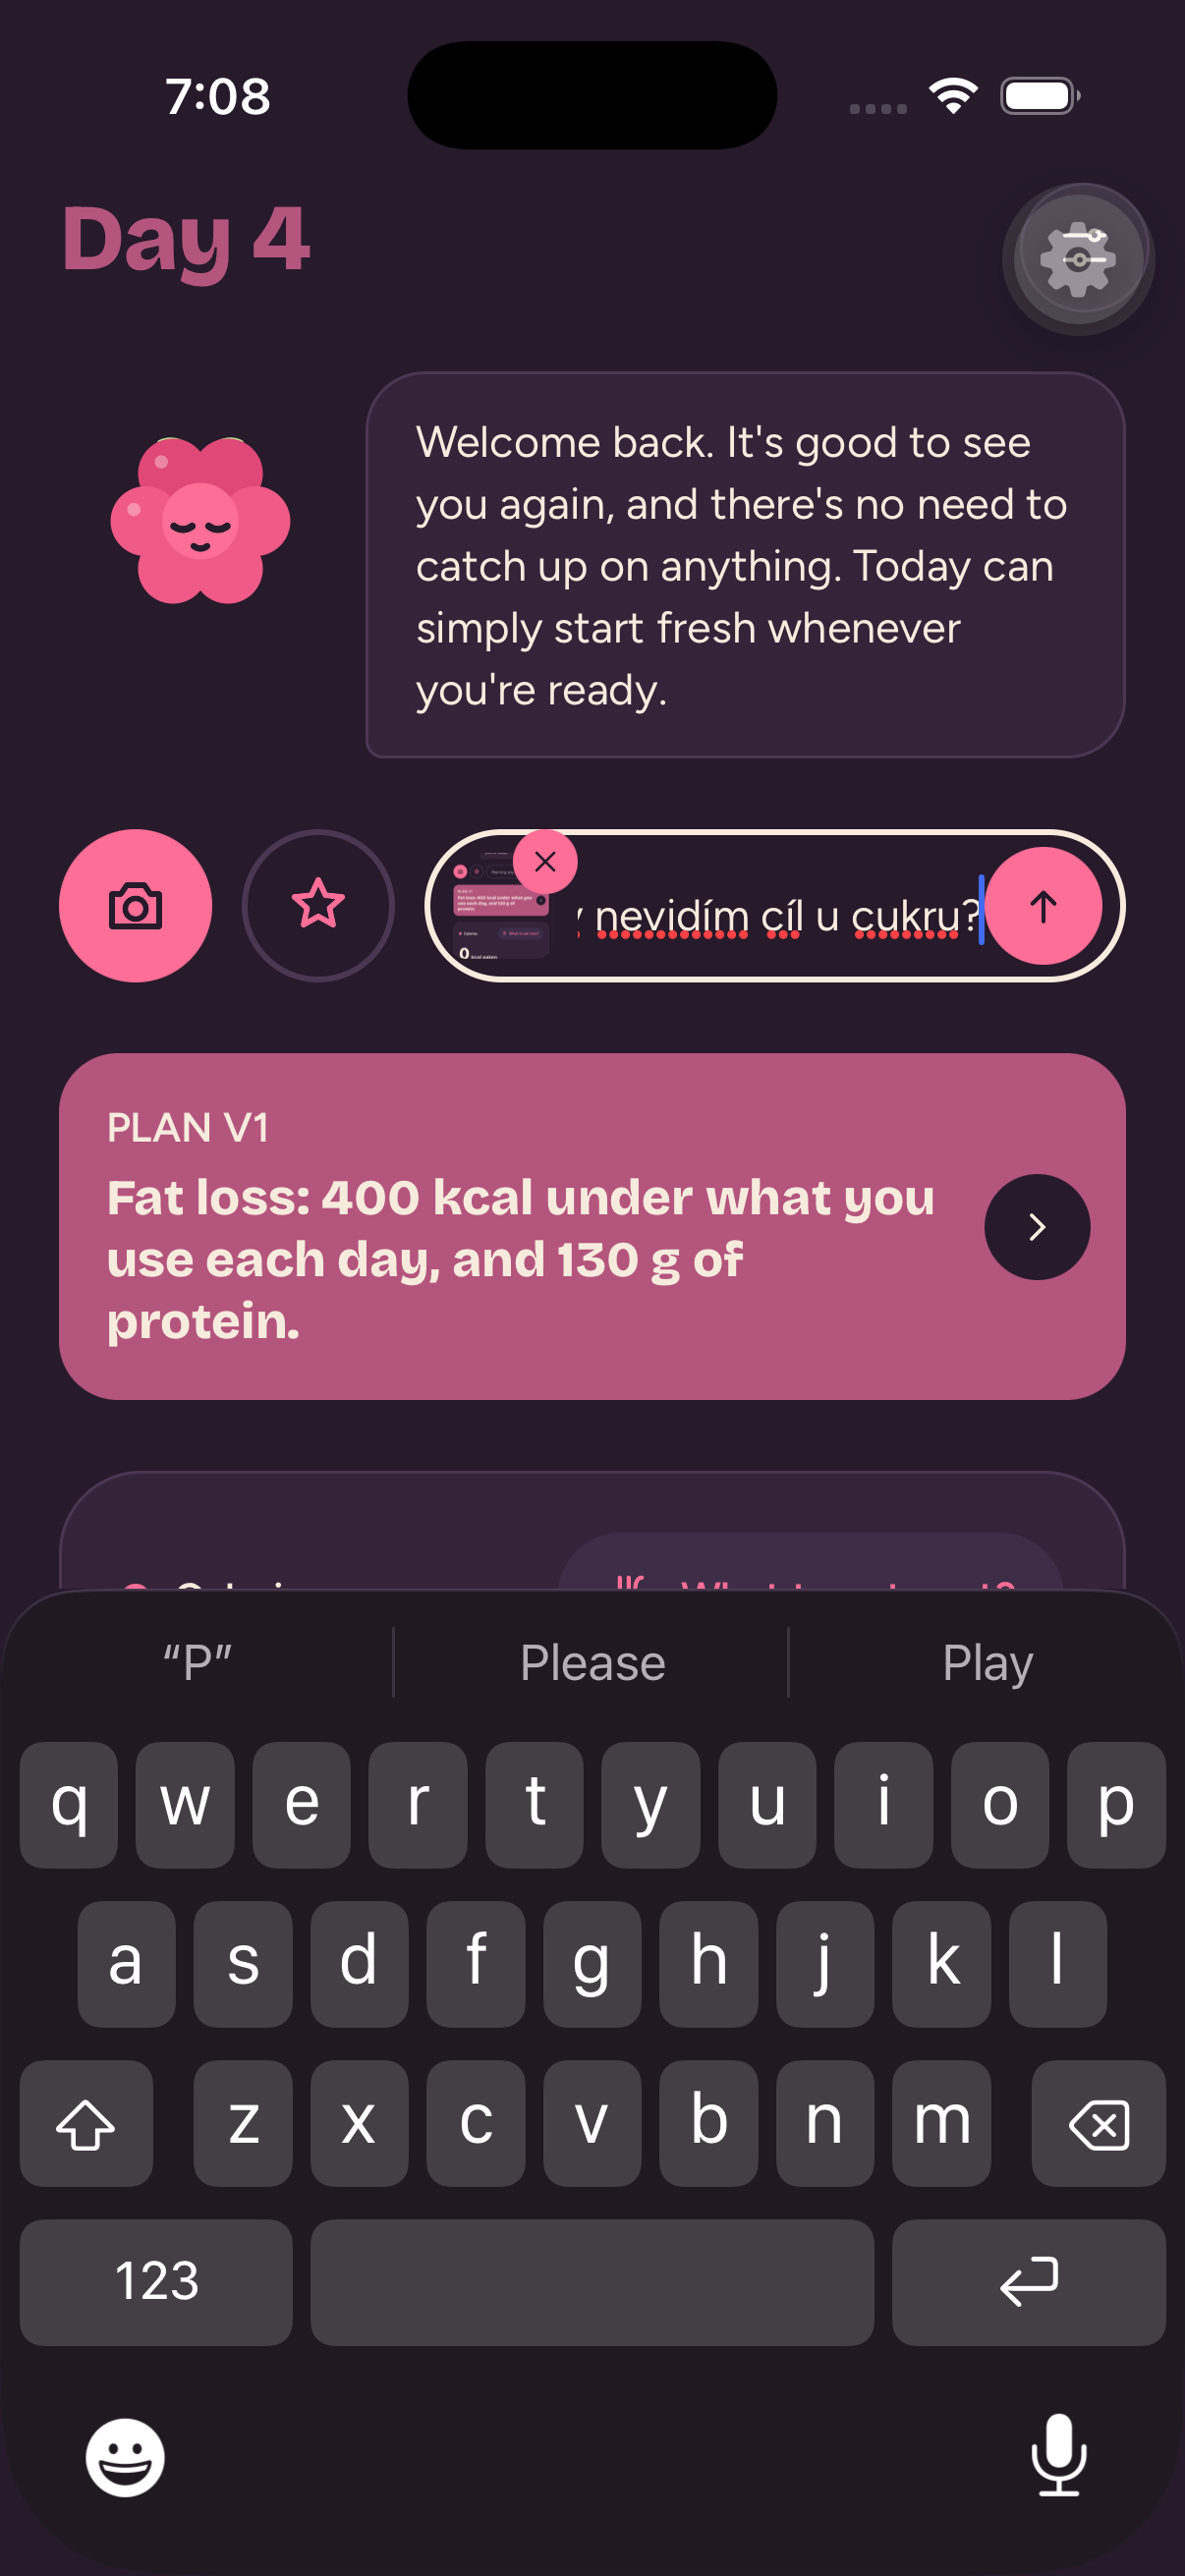 7:08
Day 4
Welcome back. It's good to see
you again, and there's no need to
catch up on anything. Today can
simply start fresh whenever
you're ready.
nevidím cíl u cukru?
PLAN V1
Fat loss: 400 kcal under what you
use each day, and 130 g of
protein.
“P” Please Play
q w e r t y u i o p
a s d f g h j k l
z x c v b n m
123